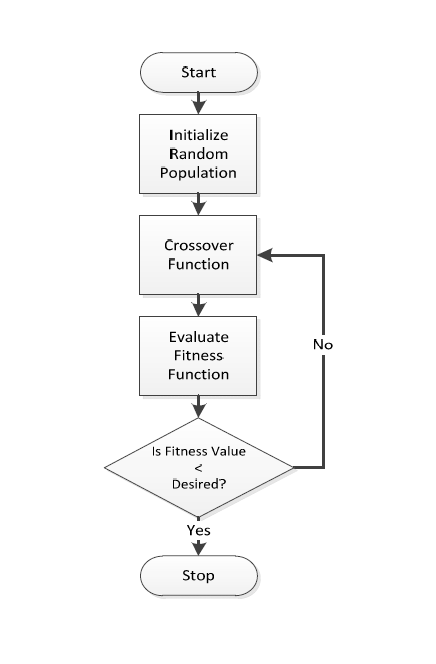 Start
Initialize
Random
Population
Crossover
Function
Evaluate
Fitness
Function
No
Is Fitness Value
<
Desired?
Yes
Stop